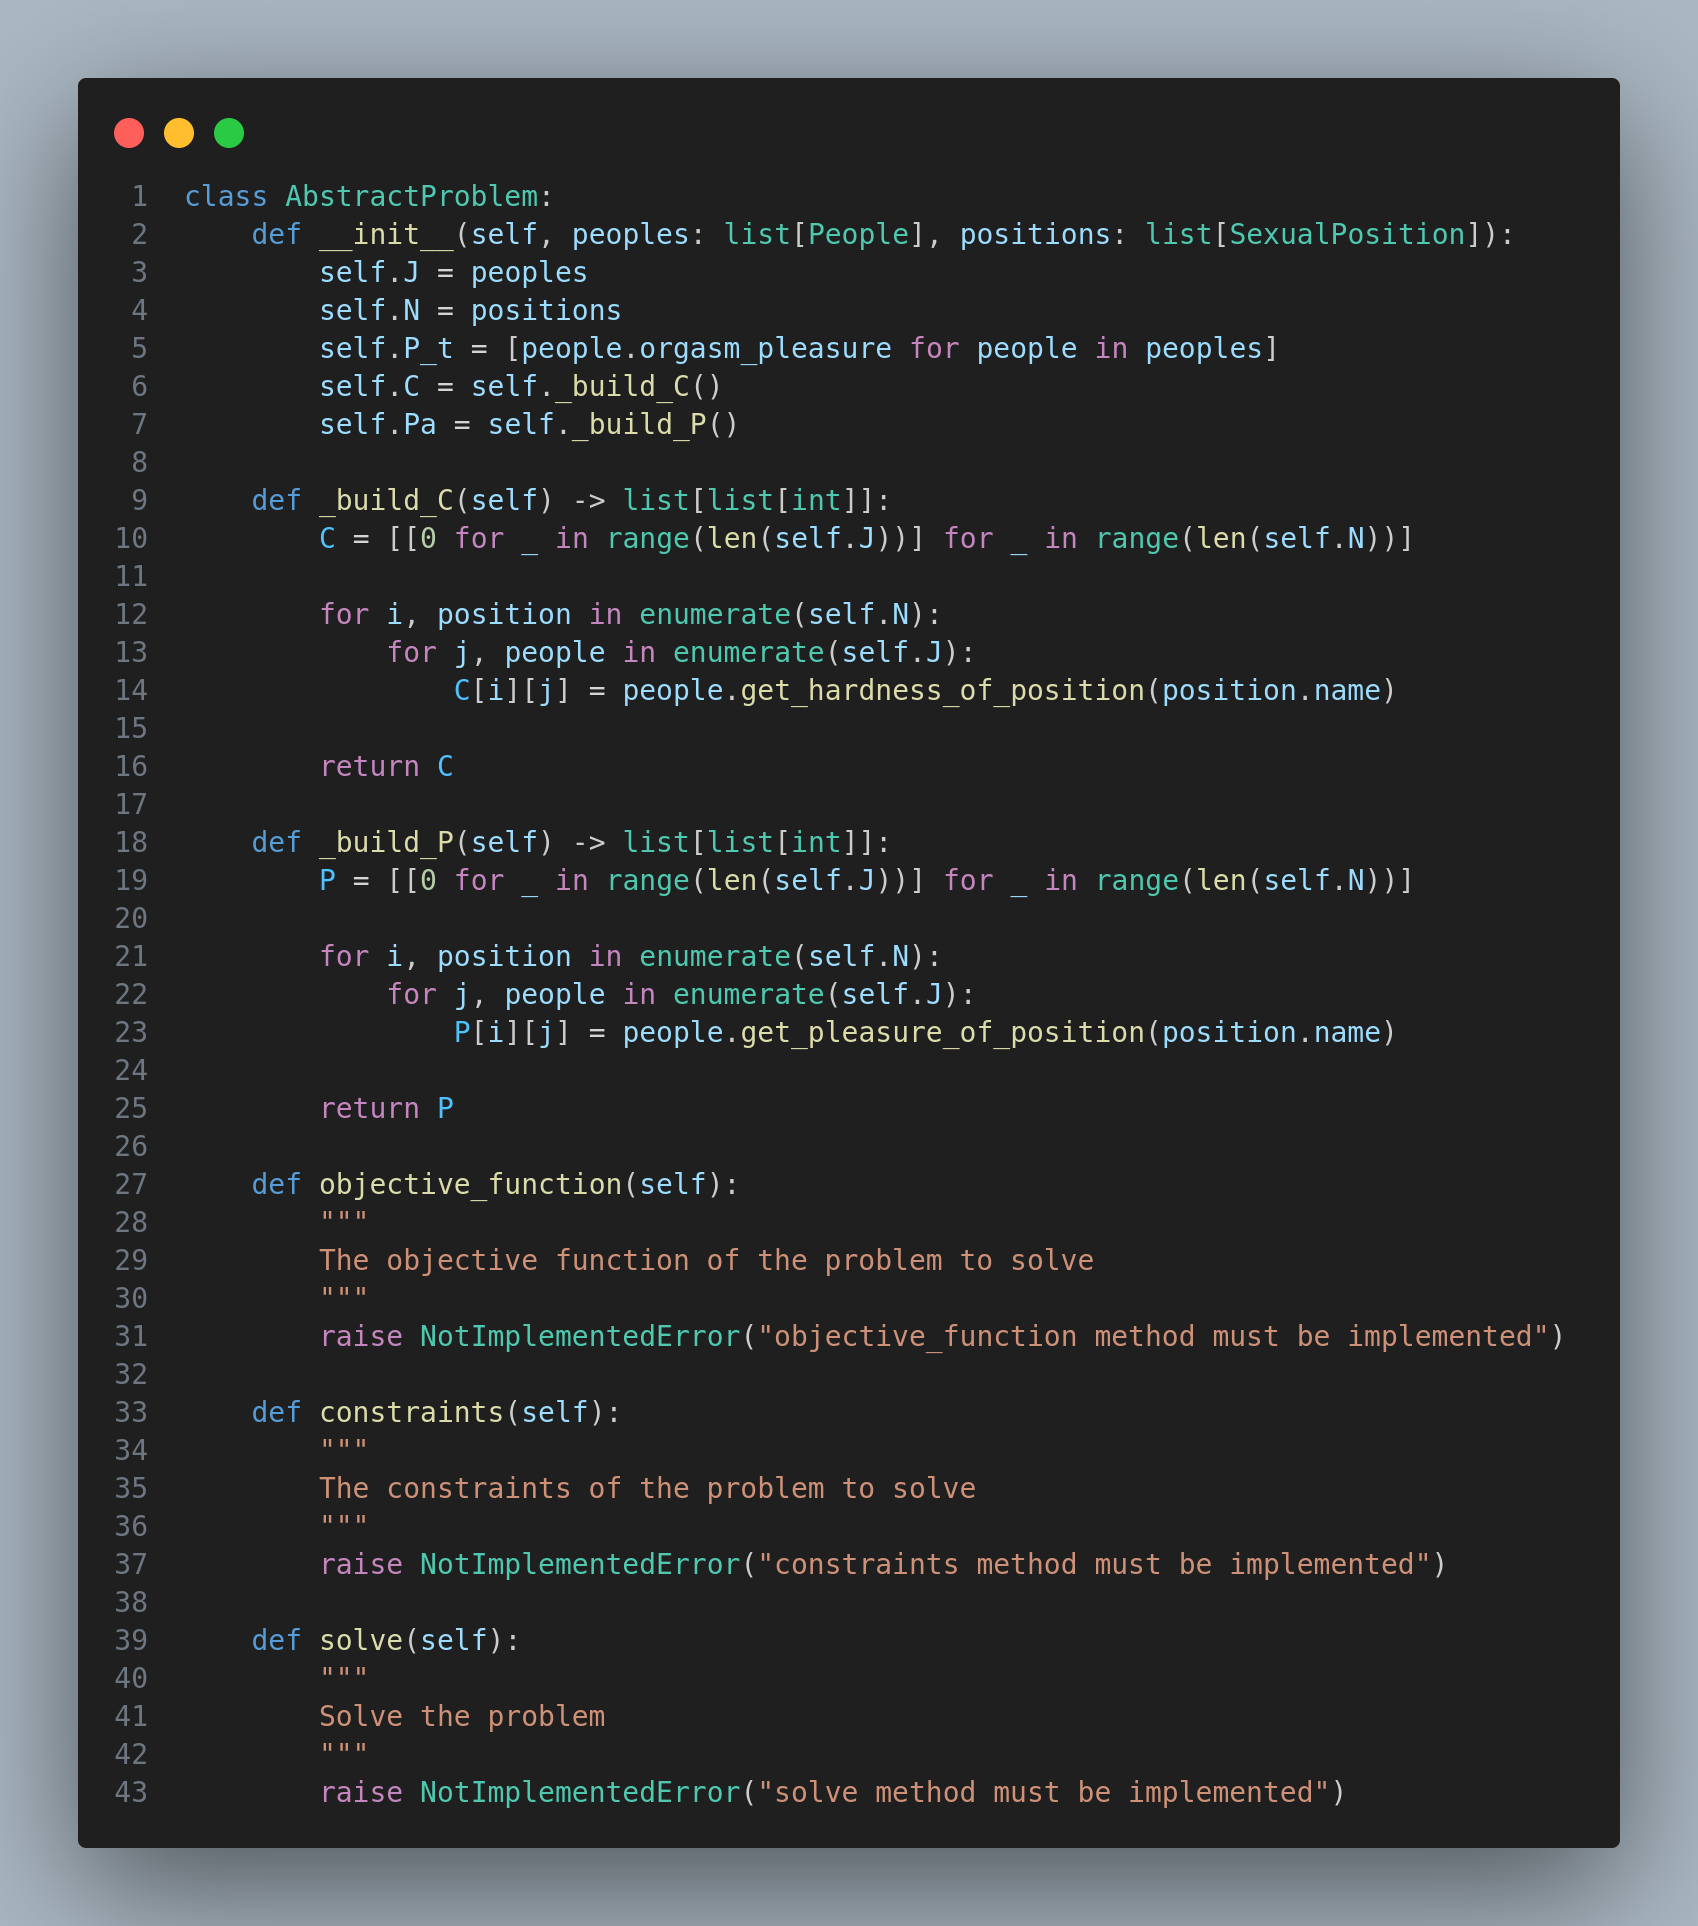 1 class AbstractProblem:
2     def __init__(self, peoples: list[People], positions: list[SexualPosition]):
3         self.J = peoples
4         self.N = positions
5         self.P_t = [people.orgasm_pleasure for people in peoples]
6         self.C = self._build_C()
7         self.Pa = self._build_P()
8
9     def _build_C(self) -> list[list[int]]:
10         C = [[0 for _ in range(len(self.J))] for _ in range(len(self.N))]
11
12         for i, position in enumerate(self.N):
13             for j, people in enumerate(self.J):
14                 C[i][j] = people.get_hardness_of_position(position.name)
15
16         return C
17
18     def _build_P(self) -> list[list[int]]:
19         P = [[0 for _ in range(len(self.J))] for _ in range(len(self.N))]
20
21         for i, position in enumerate(self.N):
22             for j, people in enumerate(self.J):
23                 P[i][j] = people.get_pleasure_of_position(position.name)
24
25         return P
26
27     def objective_function(self):
28         """
29         The objective function of the problem to solve
30         """
31         raise NotImplementedError("objective_function method must be implemented")
32
33     def constraints(self):
34         """
35         The constraints of the problem to solve
36         """
37         raise NotImplementedError("constraints method must be implemented")
38
39     def solve(self):
40         """
41         Solve the problem
42         """
43         raise NotImplementedError("solve method must be implemented")